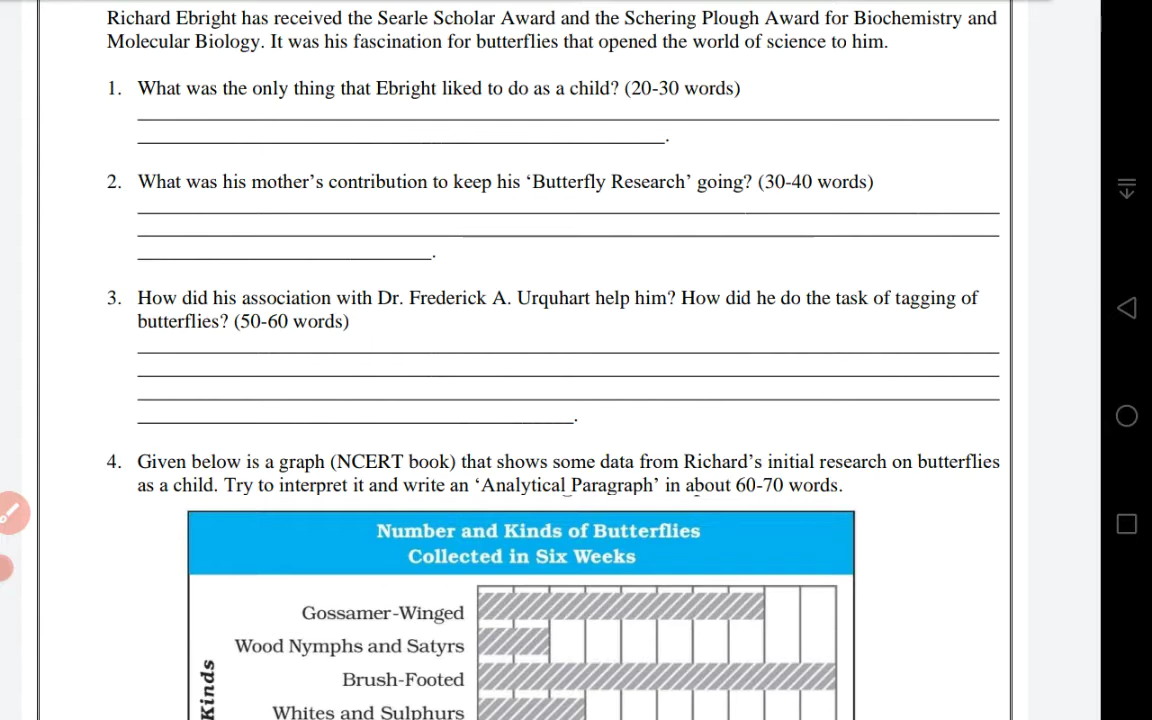 Richard Ebright has received the Searle Scholar Award and the Schering Plough Award for Biochemistry and
Molecular Biology. It was his fascination for butterflies that opened the world of science to him.
1. What was the only thing that Ebright liked to do as a child? (20-30 words)
2. What was his mother’s contribution to keep his ‘Butterfly Research’ going? (30-40 words)
3. How did his association with Dr. Frederick A. Urquhart help him? How did he do the task of tagging of
butterflies? (50-60 words)
4. Given below is a graph (NCERT book) that shows some data from Richard’s initial research on butterflies
as a child. Try to interpret it and write an ‘Analytical Paragraph’ in about 60-70 words.
Number and Kinds of Butterflies
Collected in Six Weeks
Gossamer-Winged
Wood Nymphs and Satyrs
Brush-Footed
Whites and Sulphurs
Kinds